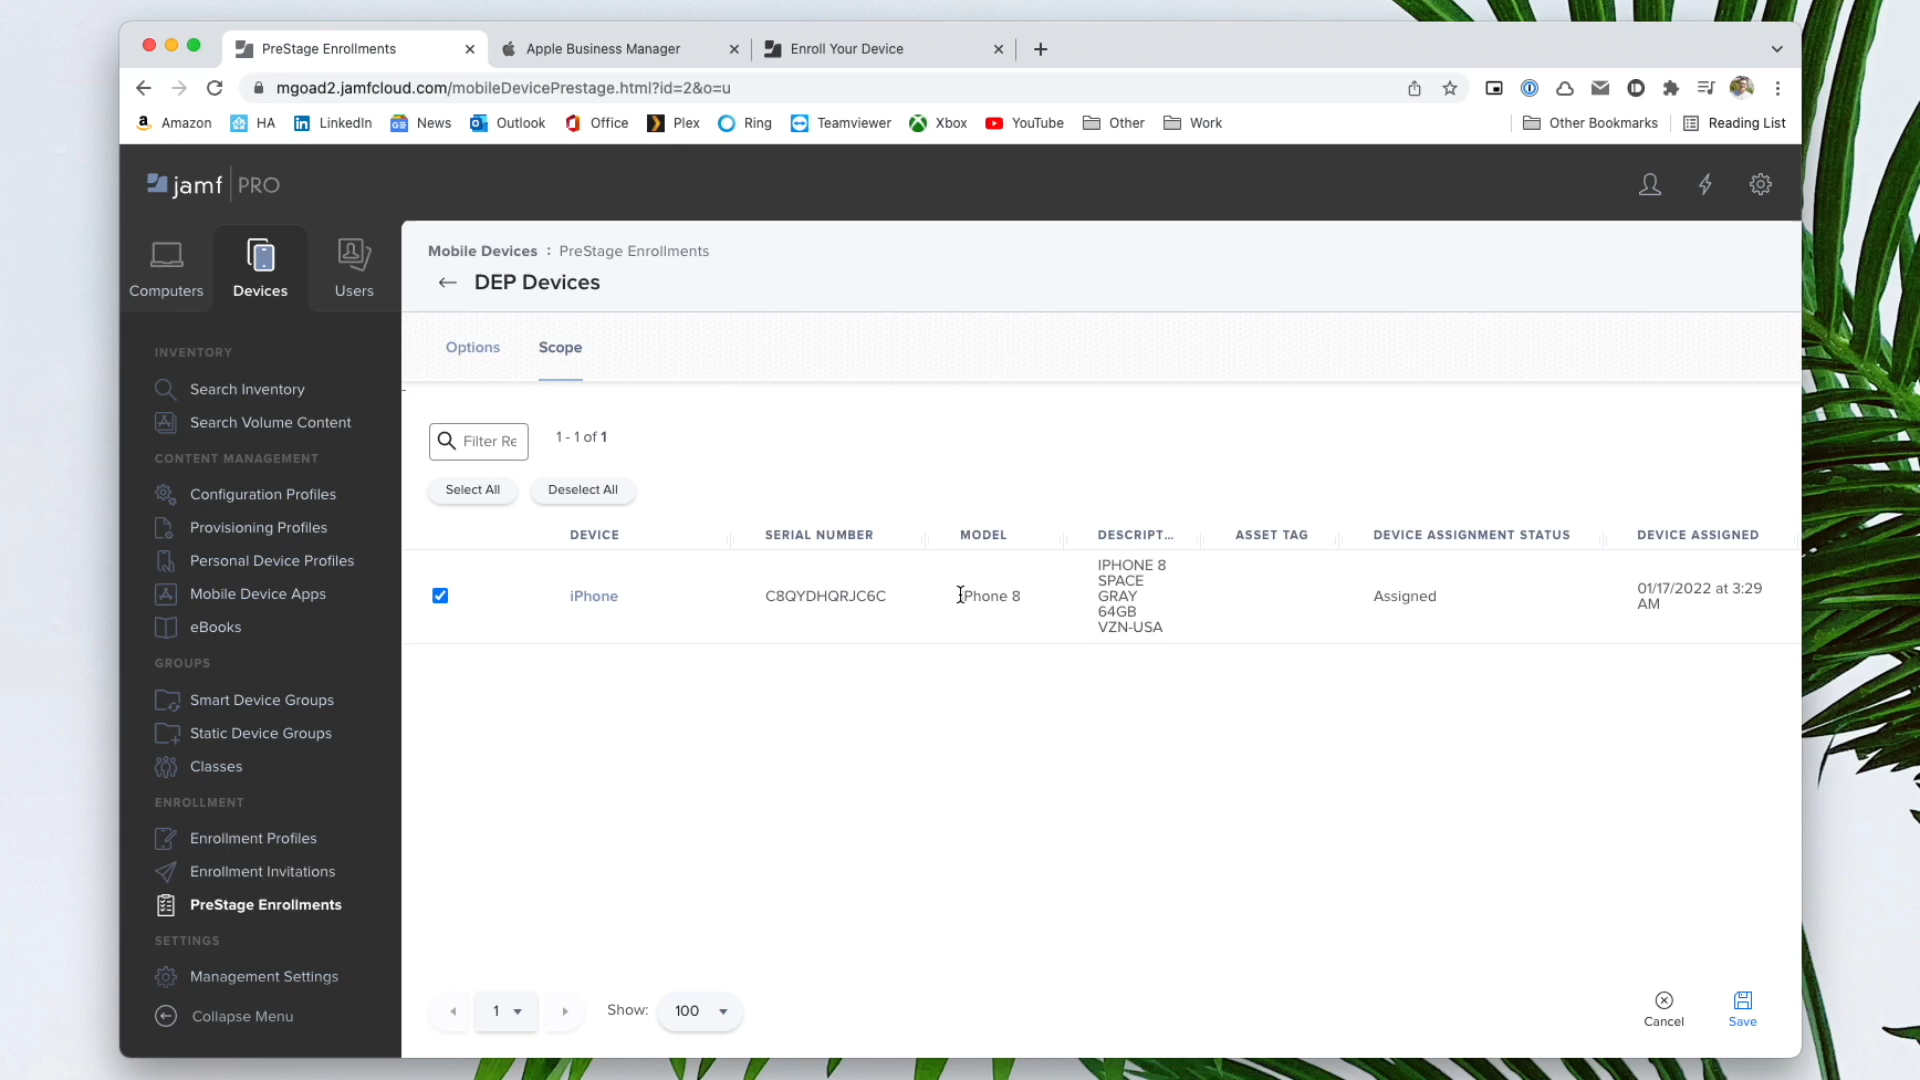 PreStage Enrollments
Apple Business Manager
Enroll Your Device
mgoad2.jamfcloud.com/mobileDevicePrestage.html?id=2&o=u
Amazon HA LinkedIn News Outlook Office Plex Ring Teamviewer Xbox YouTube Other Work Other Bookmarks Reading List
jamf PRO
Computers Devices Users
INVENTORY
Search Inventory
Search Volume Content
CONTENT MANAGEMENT
Configuration Profiles
Provisioning Profiles
Personal Device Profiles
Mobile Device Apps
eBooks
GROUPS
Smart Device Groups
Static Device Groups
Classes
ENROLLMENT
Enrollment Profiles
Enrollment Invitations
PreStage Enrollments
SETTINGS
Management Settings
Collapse Menu
Mobile Devices : PreStage Enrollments
DEP Devices
Options Scope
Filter Re 1 - 1 of 1
Select All Deselect All
DEVICE SERIAL NUMBER MODEL DESCRIPT... ASSET TAG DEVICE ASSIGNMENT STATUS DEVICE ASSIGNED
iPhone C8QYDHQRJC6C iPhone 8
IPHONE 8
SPACE
GRAY
64GB
VZN-USA
Assigned
01/17/2022 at 3:29
AM
1 Show: 100
Cancel Save